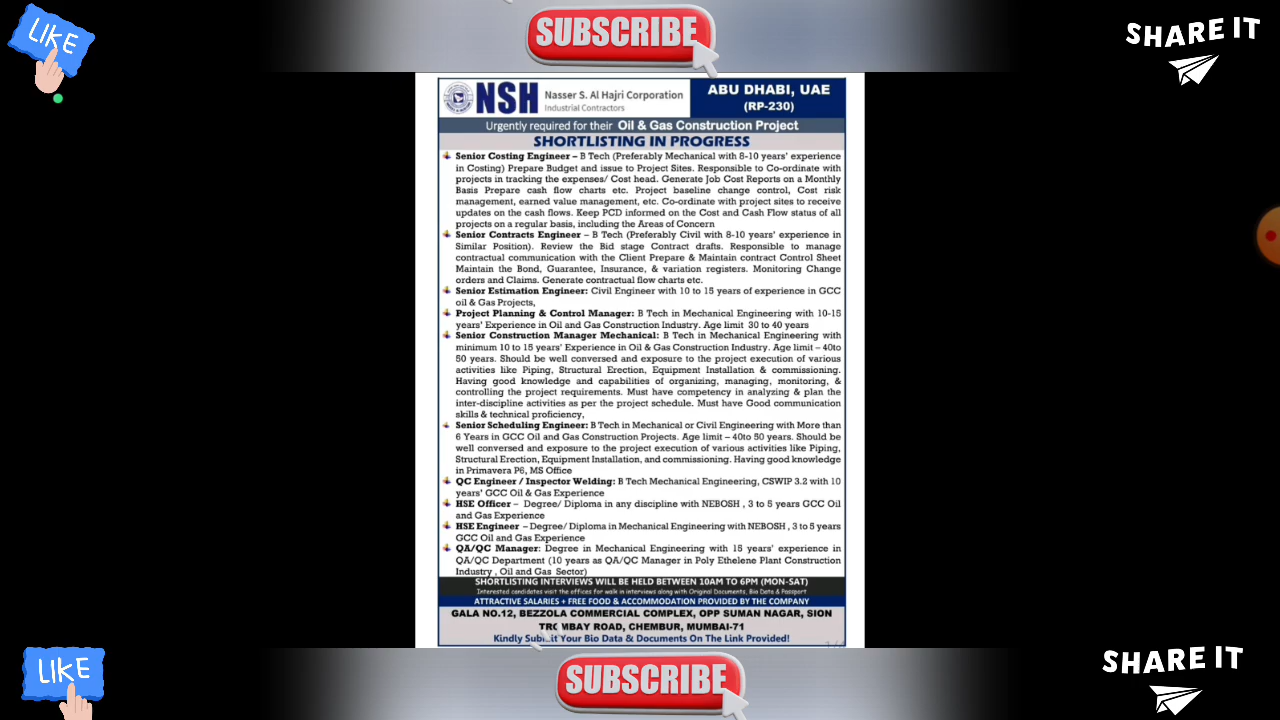 LIKE
SUBSCRIBE
SHARE IT
NSH
Nasser S. Al Hajri Corporation
Industrial Contractors
ABU DHABI, UAE
(RP-230)
Urgently required for their Oil & Gas Construction Project
SHORTLISTING IN PROGRESS
Senior Costing Engineer – B Tech (Preferably Mechanical with 8-10 years' experience
in Costing) Prepare Budget and issue to Project Sites. Responsible to Co-ordinate with
projects in tracking the expenses/ Cost head. Generate Job Cost Reports on a Monthly
Basis Prepare cash flow charts etc. Project baseline change control, Cost risk
management, earned value management, etc. Co-ordinate with project sites to receive
updates on the cash flows. Keep PCD informed on the Cost and Cash Flow status of all
projects on a regular basis, including the Areas of Concern
Senior Contracts Engineer – B Tech (Preferably Civil with 8-10 years' experience in
Similar Position). Review the Bid stage Contract drafts. Responsible to manage
contractual communication with the Client Prepare & Maintain contract Control Sheet
Maintain the Bond, Guarantee, Insurance, & variation registers. Monitoring Change
orders and Claims. Generate contractual flow charts etc.
Senior Estimation Engineer: Civil Engineer with 10 to 15 years of experience in GCC
oil & Gas Projects,
Project Planning & Control Manager: B Tech in Mechanical Engineering with 10-15
years' Experience in Oil and Gas Construction Industry. Age limit 30 to 40 years
Senior Construction Manager Mechanical: B Tech in Mechanical Engineering with
minimum 10 to 15 years' Experience in Oil & Gas Construction Industry. Age limit – 40to
50 years. Should be well conversed and exposure to the project execution of various
activities like Piping, Structural Erection, Equipment Installation & commissioning.
Having good knowledge and capabilities of organizing, managing, monitoring, &
controlling the project requirements. Must have competency in analyzing & plan the
inter-discipline activities as per the project schedule. Must have Good communication
skills & technical proficiency,
Senior Scheduling Engineer: B Tech in Mechanical or Civil Engineering with More than
6 Years in GCC Oil and Gas Construction Projects. Age limit – 40to 50 years. Should be
well conversed and exposure to the project execution of various activities like Piping,
Structural Erection, Equipment Installation, and commissioning. Having good knowledge
in Primavera P6, MS Office
QC Engineer / Inspector Welding: B Tech Mechanical Engineering, CSWIP 3.2 with 10
years' GCC Oil & Gas Experience
HSE Officer – Degree/ Diploma in any discipline with NEBOSH , 3 to 5 years GCC Oil
and Gas Experience
HSE Engineer – Degree/ Diploma in Mechanical Engineering with NEBOSH , 3 to 5 years
GCC Oil and Gas Experience
QA/QC Manager: Degree in Mechanical Engineering with 15 years' experience in
QA/QC Department (10 years as QA/QC Manager in Poly Ethelene Plant Construction
Industry , Oil and Gas Sector)
SHORTLISTING INTERVIEWS WILL BE HELD BETWEEN 10AM TO 6PM (MON-SAT)
Interested candidates visit the offices for walk in interviews along with Original Documents, Bio Data & Passport
ATTRACTIVE SALARIES + FREE FOOD & ACCOMMODATION PROVIDED BY THE COMPANY
GALA NO.12, BEZZOLA COMMERCIAL COMPLEX, OPP SUMAN NAGAR, SION
TROMBAY ROAD, CHEMBUR, MUMBAI-71
Kindly Submit Your Bio Data & Documents On The Link Provided!
LIKE
SUBSCRIBE
SHARE IT